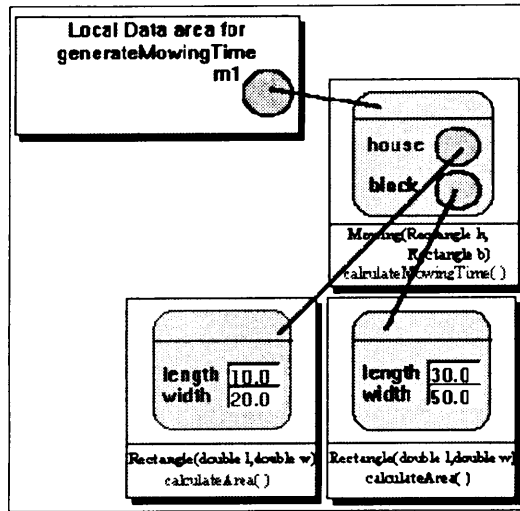 Local Data area for
generateMowingTime
m1
house
block
Mowing(Rectangle h,
Rectangle b)
calculateMowingTime( )
length 10.0
width 20.0
Rectangle(double l,double w)
calculateArea( )
length 30.0
width 50.0
Rectangle(double l,double w)
calculateArea( )